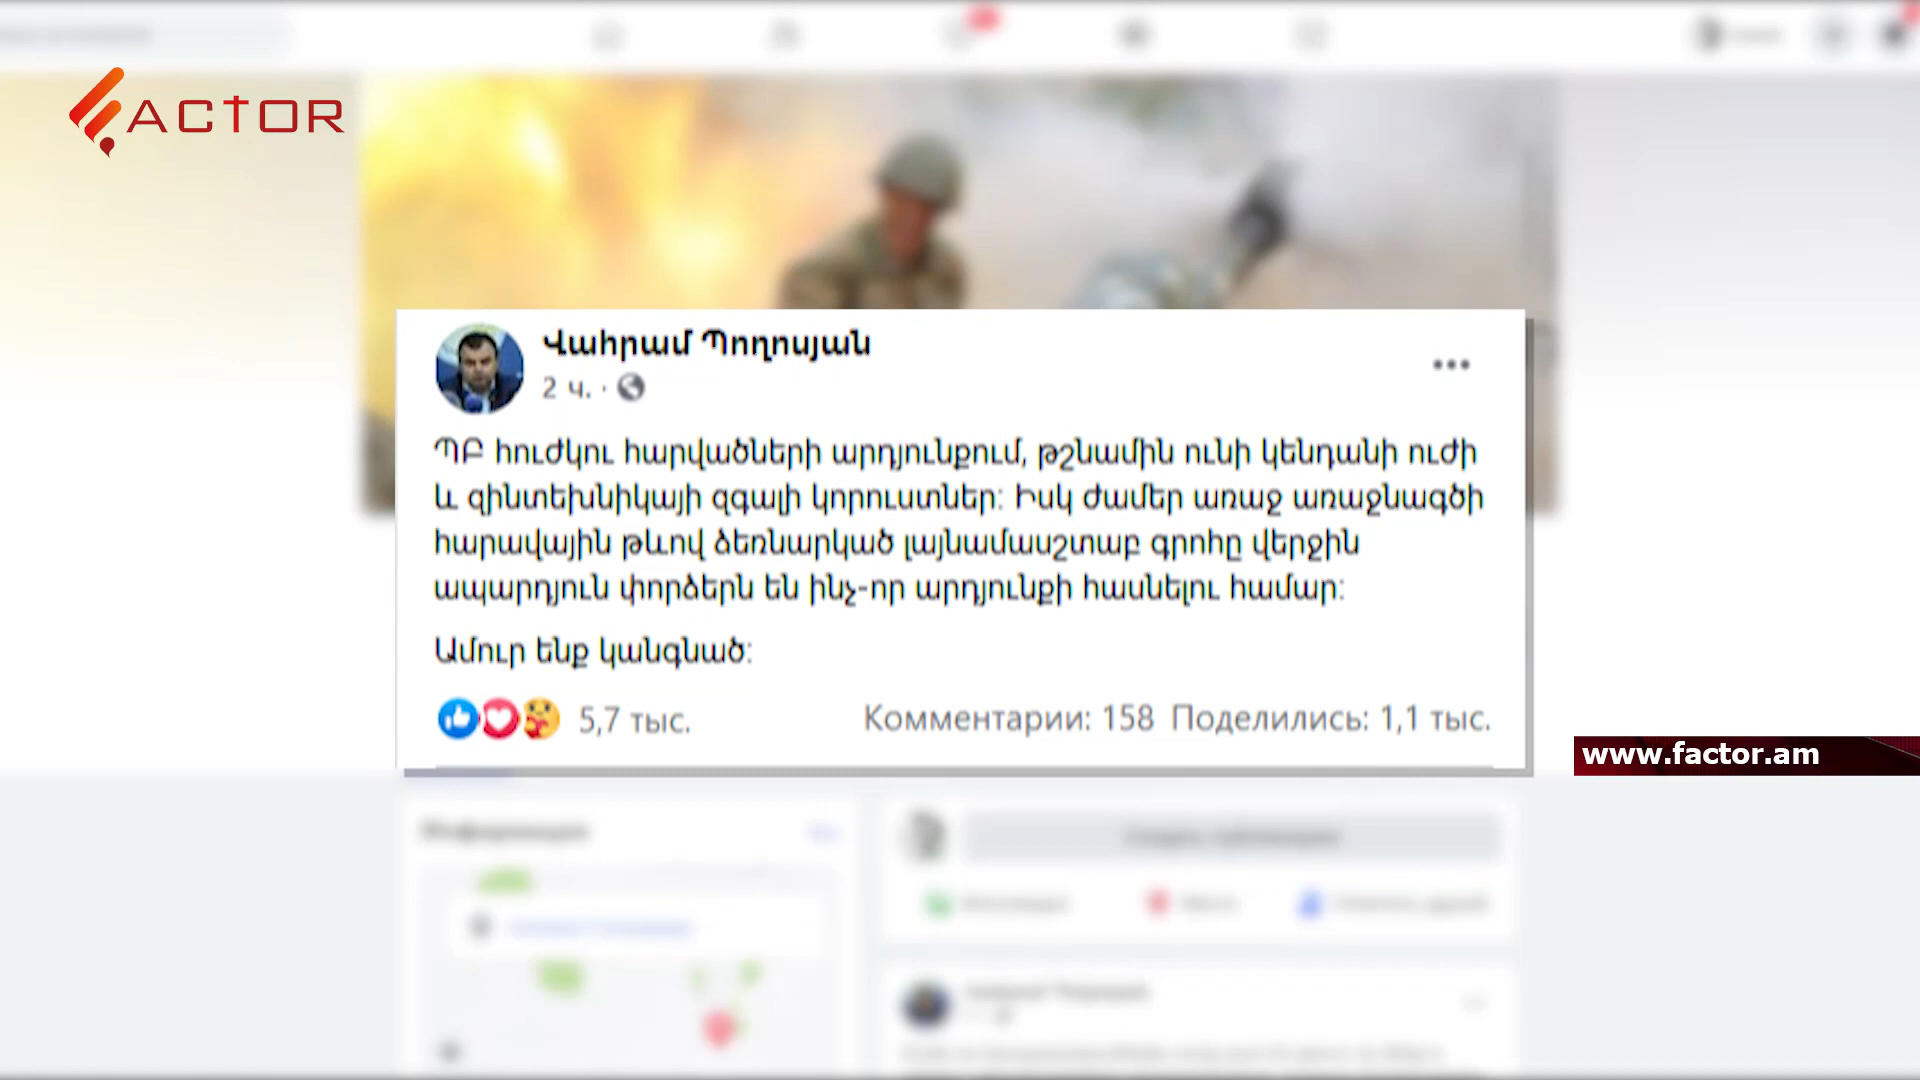 FACTOR
Վահրամ Պողոսյան
2 ч. ·
ՊԲ հուժկու հարվածների արդյունքում, թշնամին ունի կենդանի ուժի
և զինտեխնիկայի զգալի կորուստներ։ Իսկ ժամեր առաջ առաջնագծի
հարավային թևով ձեռնարկած լայնամասշտաբ գրոհը վերջին
ապարդյուն փորձերն են ինչ-որ արդյունքի հասնելու համար։
Ամուր ենք կանգնած։
5,7 тыс. Комментарии: 158 Поделились: 1,1 тыс.
www.factor.am